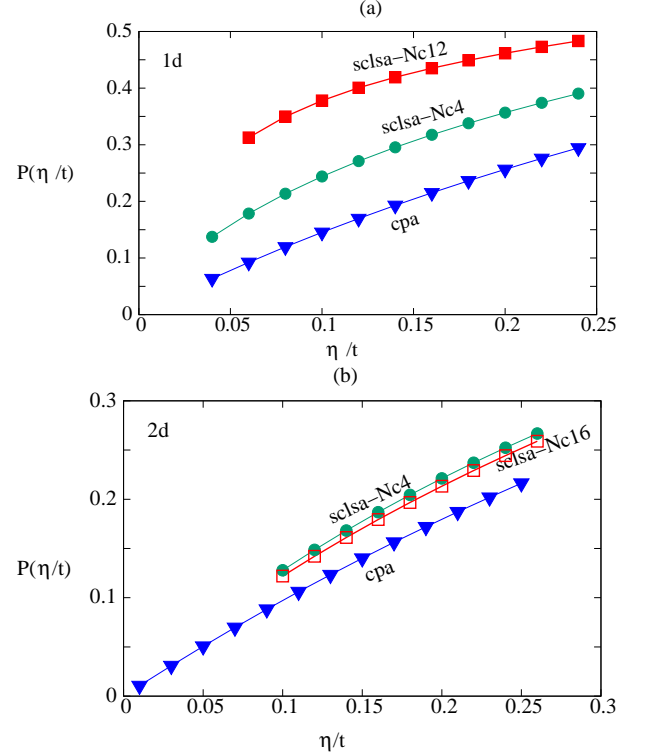 (a)
0.5
1d
sclsa−Nc12
0.4
sclsa−Nc4
0.3
P(η /t)
0.2
cpa
0.1
0
0 0.05 0.1 0.15 0.2 0.25
η /t
(b)
0.3
2d
sclsa−Nc16
sclsa−Nc4
0.2
P(η/t)
cpa
0.1
0
0 0.05 0.1 0.15 0.2 0.25 0.3
η/t